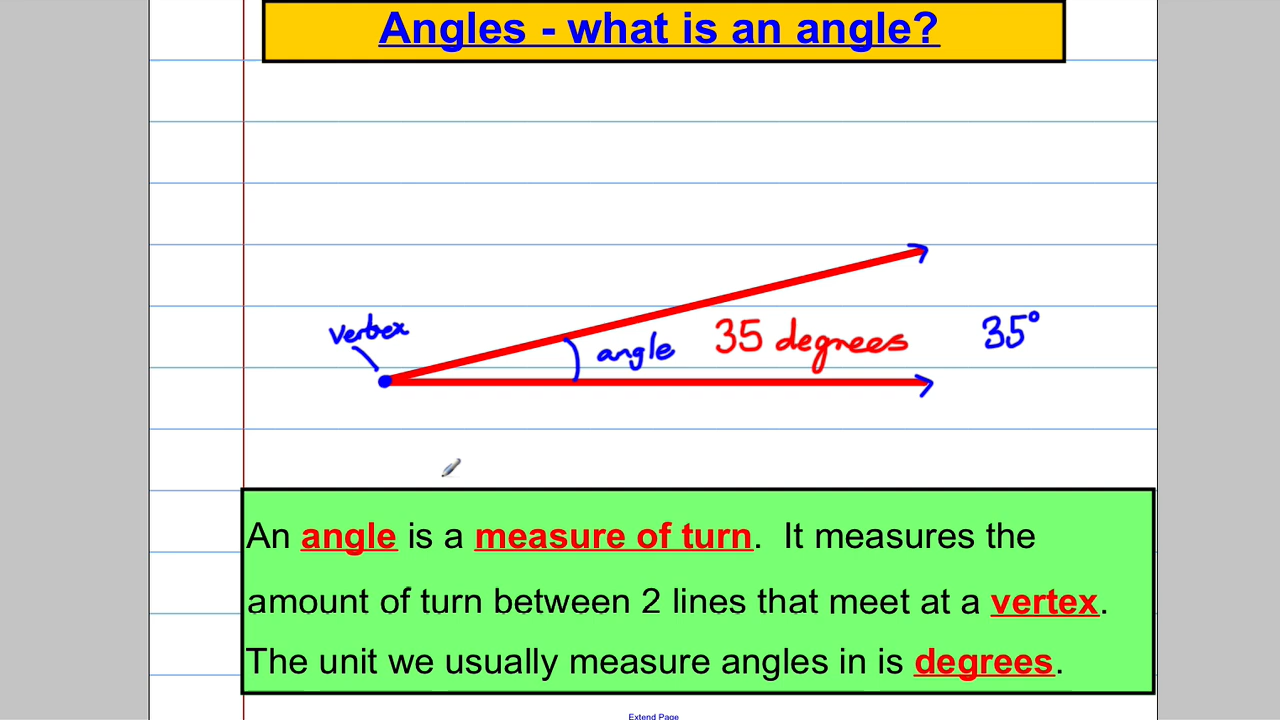 Angles - what is an angle?
vertex
angle
35 degrees
35°
An angle is a measure of turn. It measures the
amount of turn between 2 lines that meet at a vertex.
The unit we usually measure angles in is degrees.
Extend Page